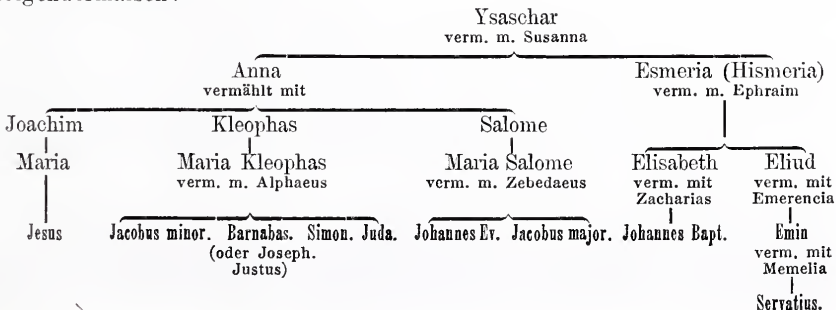 Ysaschar
verm. m. Susanna
Anna Esmeria (Hismeria)
vermählt mit verm. m. Ephraim
Joachim Kleophas Salome
Maria Maria Kleophas Maria Salome Elisabeth Eliud
verm. m. Alphaeus verm. m. Zebedaeus verm. mit verm. mit
Zacharias Emerencia
Jesus Jacobus minor. Barnabas. Simon. Juda. Johannes Ev. Jacobus major. Johannes Bapt. Emin
(oder Joseph. verm. mit
Justus) Memelia
Servatius.